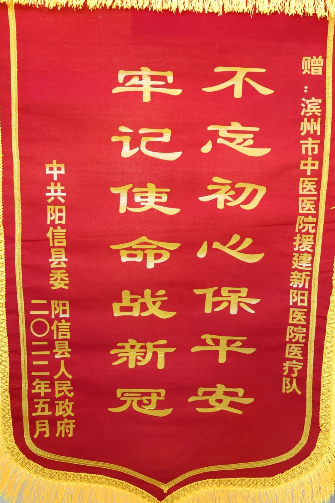 赠：滨州市中医医院援建新阳医院医疗队
不忘初心保平安
牢记使命战新冠
中共阳信县委 阳信县人民政府
二〇二二年五月